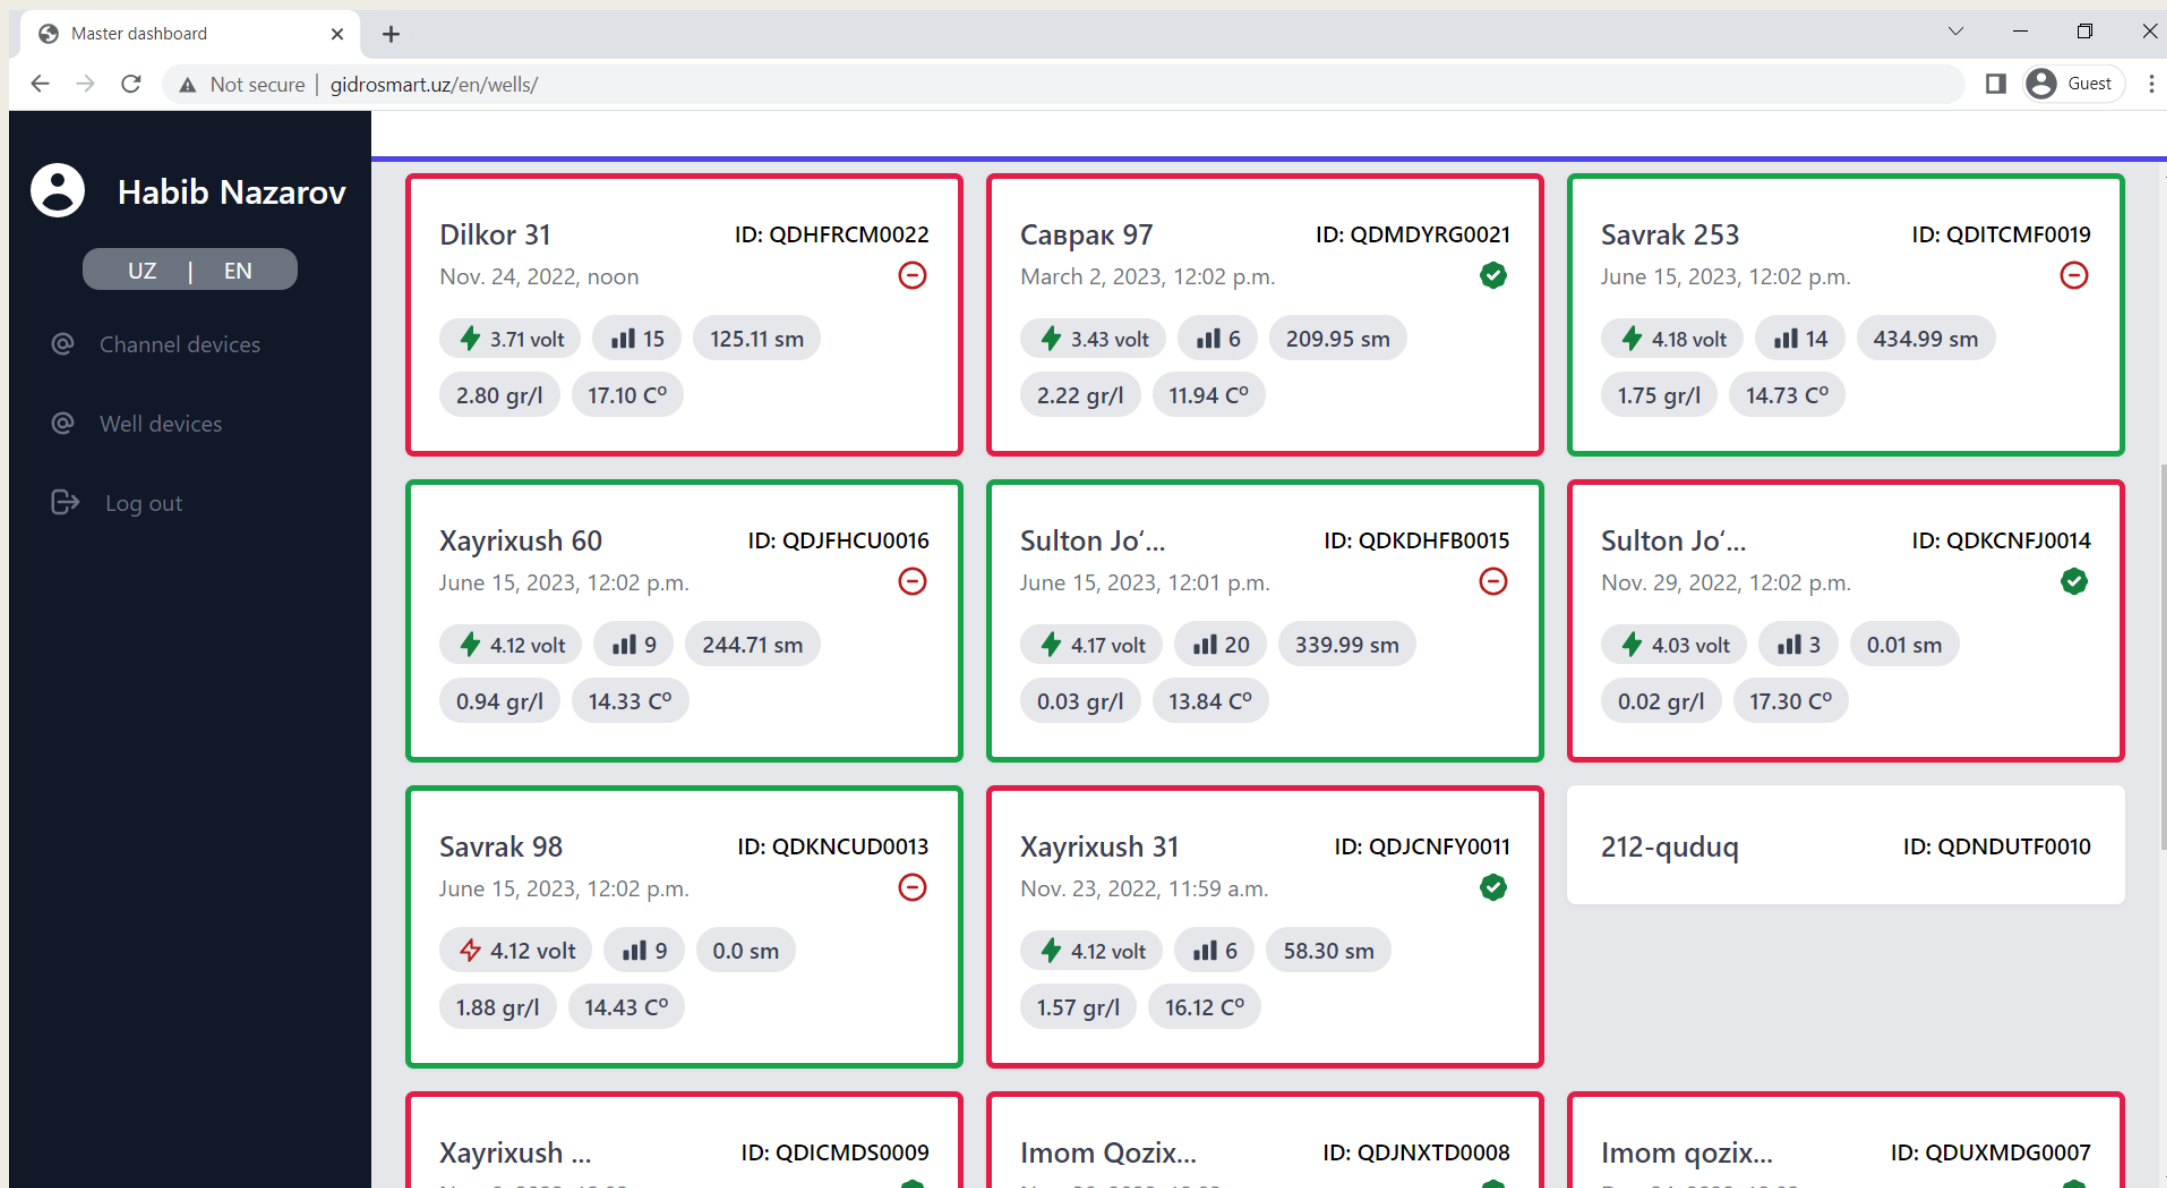 Master dashboard
Not secure | gidrosmart.uz/en/wells/
Guest
Habib Nazarov
UZ | EN
Channel devices
Well devices
Log out
Dilkor 31 ID: QDHFRCM0022
Nov. 24, 2022, noon
3.71 volt 15 125.11 sm
2.80 gr/l 17.10 Cº
Саврак 97 ID: QDMDYRG0021
March 2, 2023, 12:02 p.m.
3.43 volt 6 209.95 sm
2.22 gr/l 11.94 Cº
Savrak 253 ID: QDITCMF0019
June 15, 2023, 12:02 p.m.
4.18 volt 14 434.99 sm
1.75 gr/l 14.73 Cº
Xayrixush 60 ID: QDJFHCU0016
June 15, 2023, 12:02 p.m.
4.12 volt 9 244.71 sm
0.94 gr/l 14.33 Cº
Sulton Jo‘... ID: QDKDHFB0015
June 15, 2023, 12:01 p.m.
4.17 volt 20 339.99 sm
0.03 gr/l 13.84 Cº
Sulton Jo‘... ID: QDKCNFJ0014
Nov. 29, 2022, 12:02 p.m.
4.03 volt 3 0.01 sm
0.02 gr/l 17.30 Cº
Savrak 98 ID: QDKNCUD0013
June 15, 2023, 12:02 p.m.
4.12 volt 9 0.0 sm
1.88 gr/l 14.43 Cº
Xayrixush 31 ID: QDJCNFY0011
Nov. 23, 2022, 11:59 a.m.
4.12 volt 6 58.30 sm
1.57 gr/l 16.12 Cº
212-quduq ID: QDNDUTF0010
Xayrixush ... ID: QDICMDS0009
Imom Qozix... ID: QDJNXTD0008
Imom qozix... ID: QDUXMDG0007